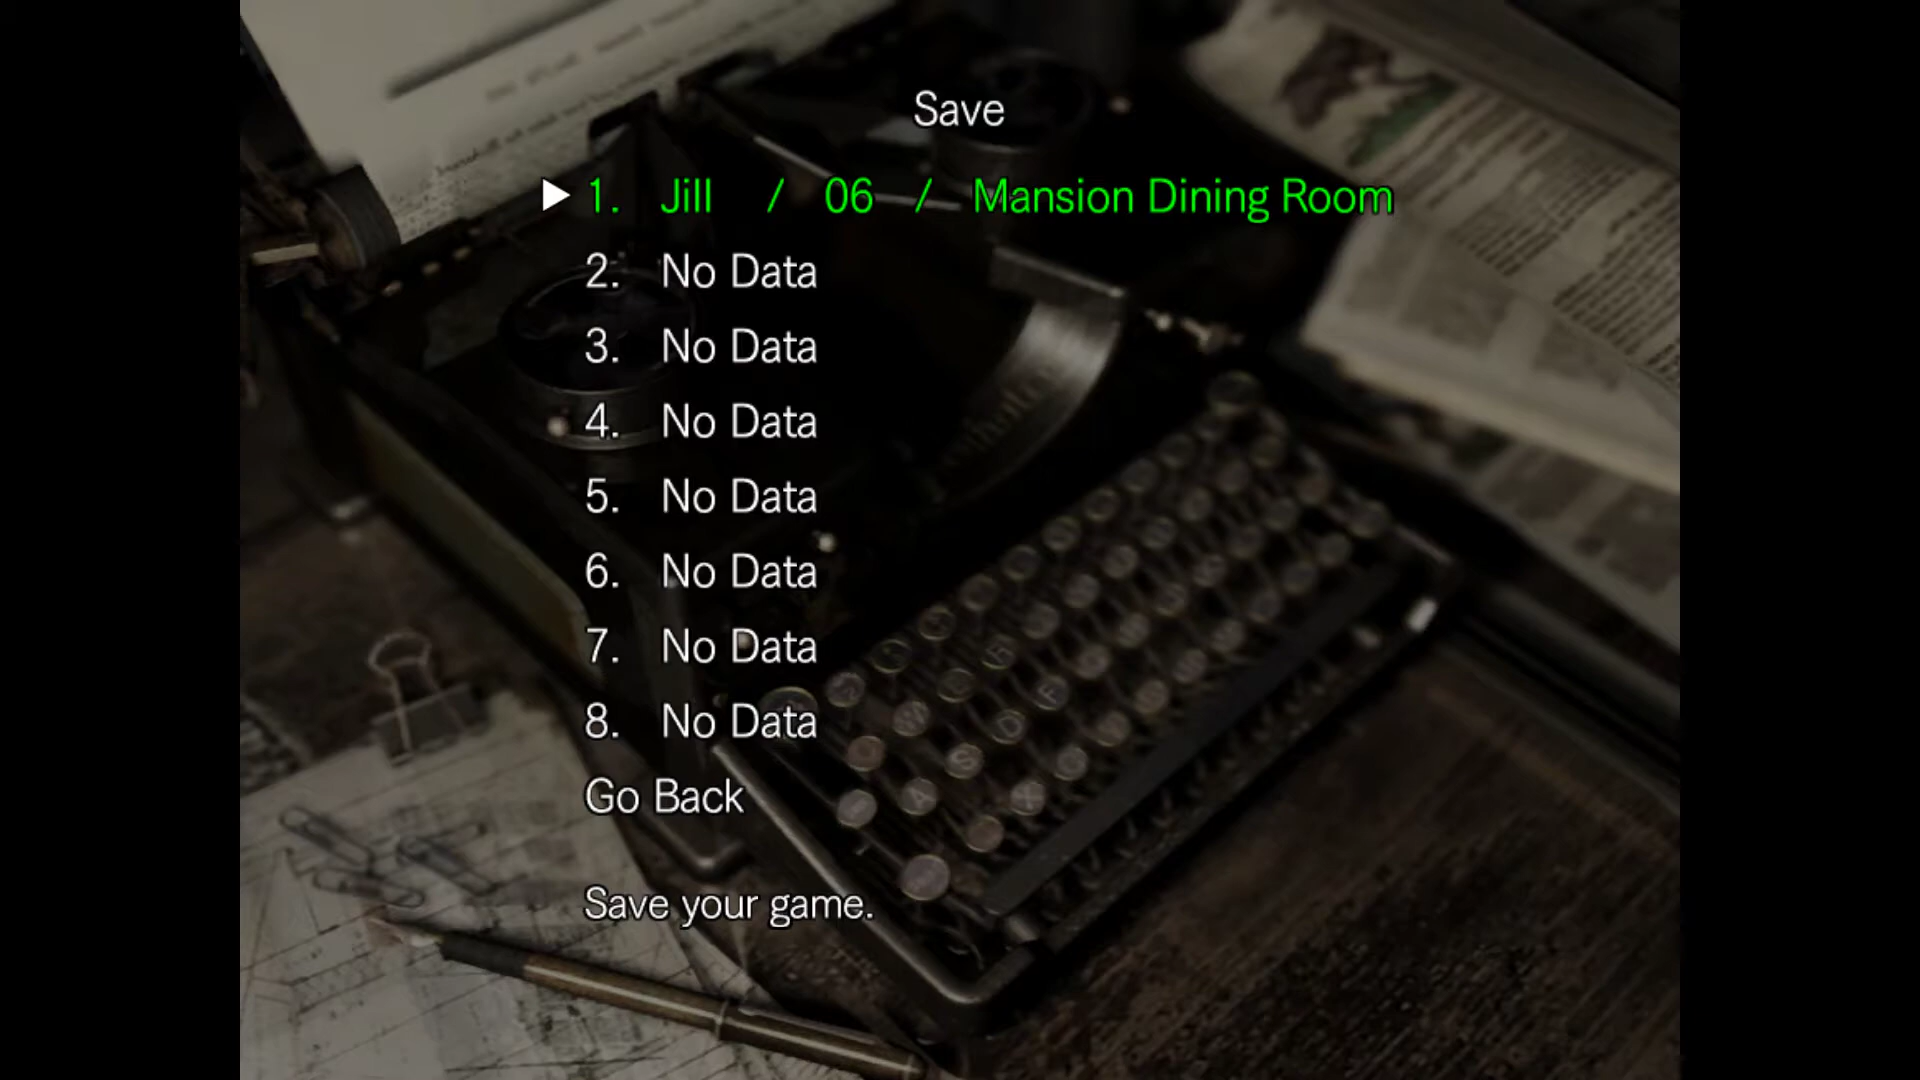 Save
1. Jill / 06 / Mansion Dining Room
2. No Data
3. No Data
4. No Data
5. No Data
6. No Data
7. No Data
8. No Data
Go Back
Save your game.